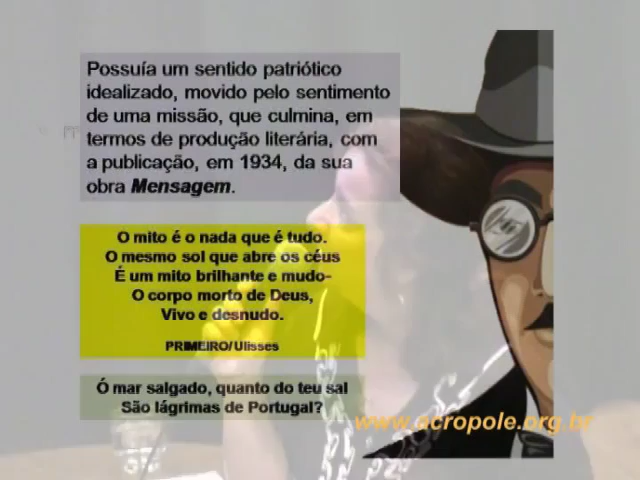 Possuía um sentido patriótico
idealizado, movido pelo sentimento
de uma missão, que culmina, em
termos de produção literária, com
a publicação, em 1934, da sua
obra Mensagem.
O mito é o nada que é tudo.
O mesmo sol que abre os céus
É um mito brilhante e mudo-
O corpo morto de Deus,
Vivo e desnudo.
PRIMEIRO/Ulisses
Ó mar salgado, quanto do teu sal
São lágrimas de Portugal?
www.acropole.org.br